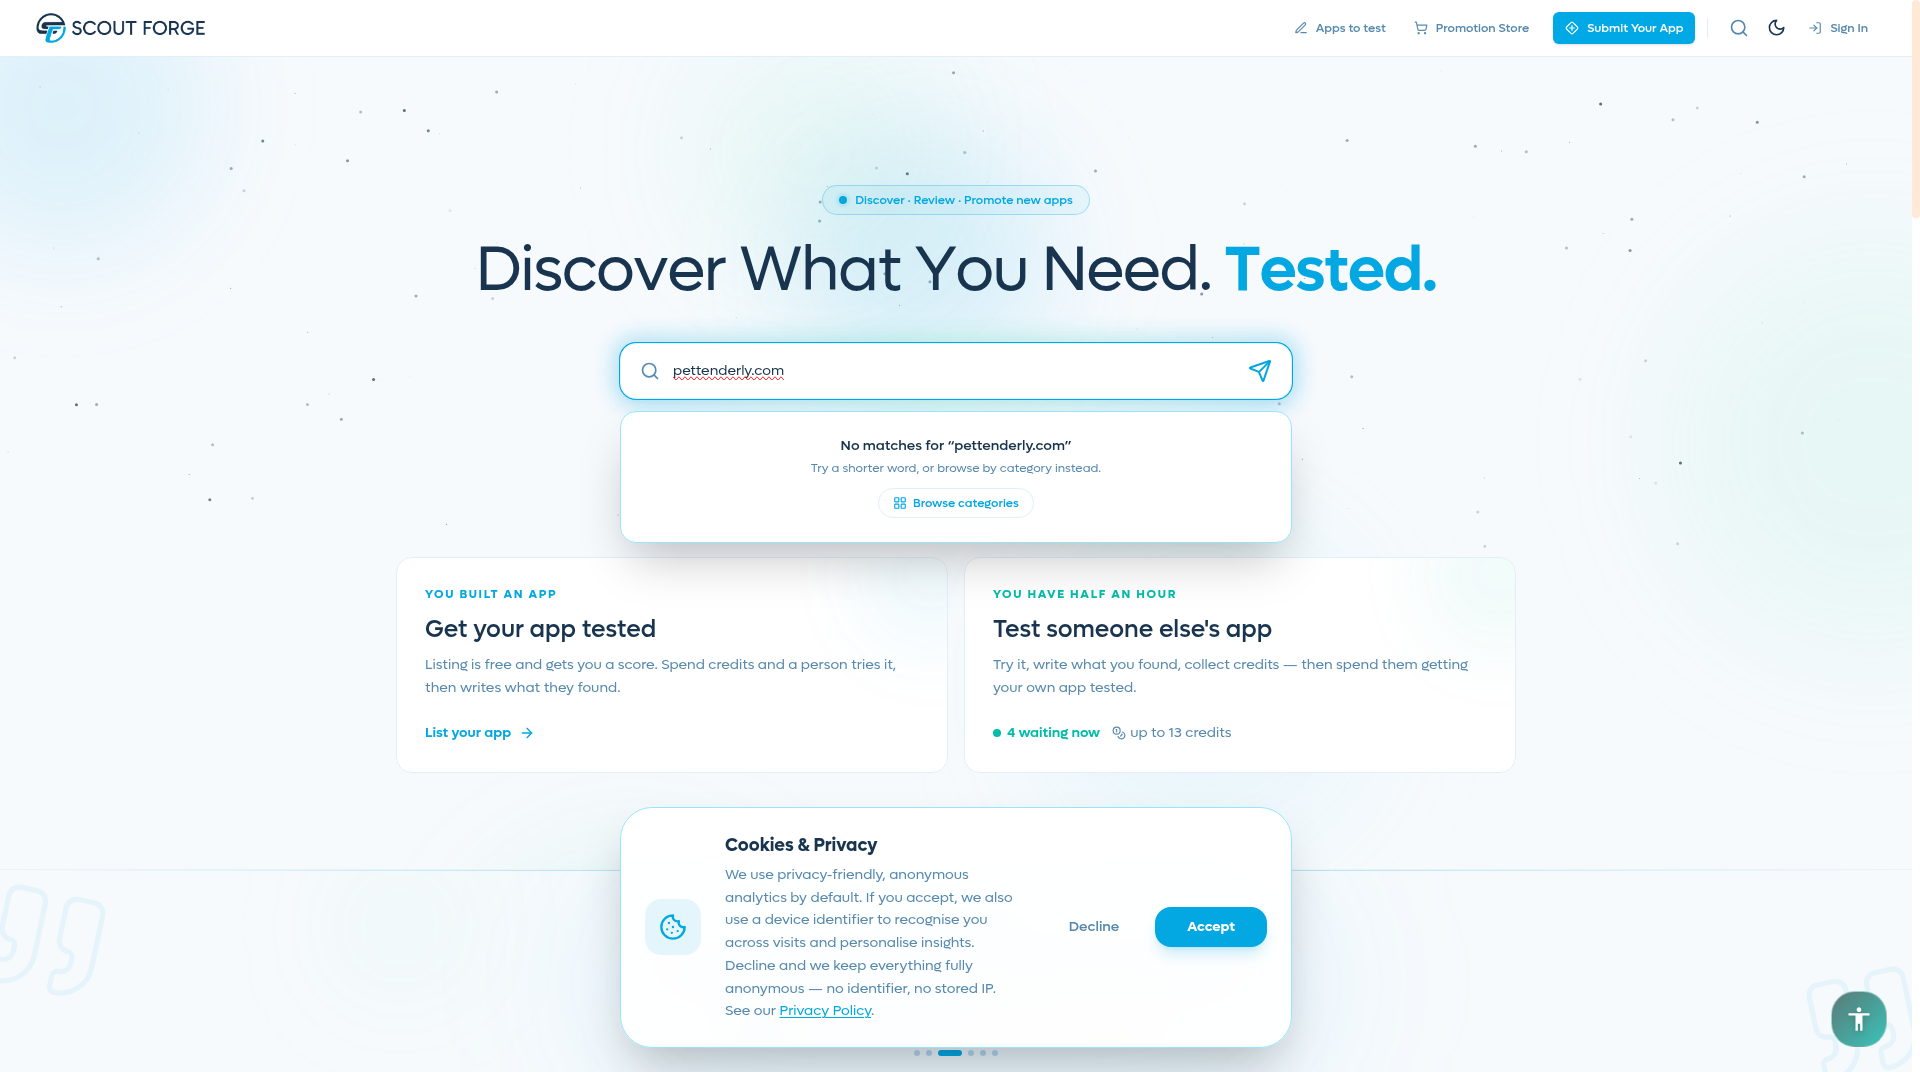 SCOUT FORGE
Apps to test
Promotion Store
Submit Your App
Sign In
Discover · Review · Promote new apps
Discover What You Need. Tested.
pettenderly.com
No matches for “pettenderly.com”
Try a shorter word, or browse by category instead.
Browse categories
YOU BUILT AN APP
Get your app tested
Listing is free and gets you a score. Spend credits and a person tries it,
then writes what they found.
List your app
YOU HAVE HALF AN HOUR
Test someone else's app
Try it, write what you found, collect credits — then spend them getting
your own app tested.
4 waiting now
up to 13 credits
Cookies & Privacy
We use privacy-friendly, anonymous
analytics by default. If you accept, we also
use a device identifier to recognise you
across visits and personalise insights.
Decline and we keep everything fully
anonymous — no identifier, no stored IP.
See our Privacy Policy.
Decline
Accept